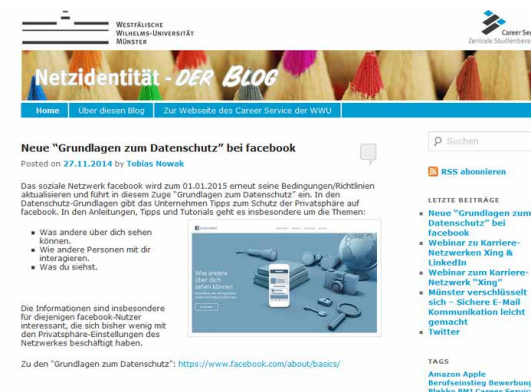 WESTFÄLISCHE
WILHELMS-UNIVERSITÄT
MÜNSTER
Career Ser
Zentrale Studienbera
Netzidentität - DER BLOG
Home
Über diesen Blog
Zur Webseite des Career Service der WWU
Neue "Grundlagen zum Datenschutz" bei facebook
Posted on 27.11.2014 by Tobias Nowak
Das soziale Netzwerk facebook wird zum 01.01.2015 erneut seine Bedingungen/Richtlinien
aktualisieren und führt in diesem Zuge "Grundlagen zum Datenschutz" ein. In den
Datenschutz-Grundlagen gibt das Unternehmen Tipps zum Schutz der Privatsphäre auf
facebook. In den Anleitungen, Tipps und Tutorials geht es insbesondere um die Themen:
Was andere über dich sehen
können.
Wie andere Personen mit dir
interagieren.
Was du siehst.
Was andere
über dich
sehen können
Die Informationen sind insbesondere
für diejenigen facebook-Nutzer
interessant, die sich bisher wenig mit
den Privatsphäre-Einstellungen des
Netzwerkes beschäftigt haben.
Zu den "Grundlagen zum Datenschutz": https://www.facebook.com/about/basics/
Suchen
RSS abonnieren
LETZTE BEITRÄGE
Neue "Grundlagen zum
Datenschutz" bei
facebook
Webinar zu Karriere-
Netzwerken Xing &
LinkedIn
Webinar zum Karriere-
Netzwerk "Xing"
Münster verschlüsselt
sich – Sichere E-Mail
Kommunikation leicht
gemacht
Twitter
TAGS
Amazon Apple
Berufseinstieg Bewerbung
Blekko BMJ Career Service